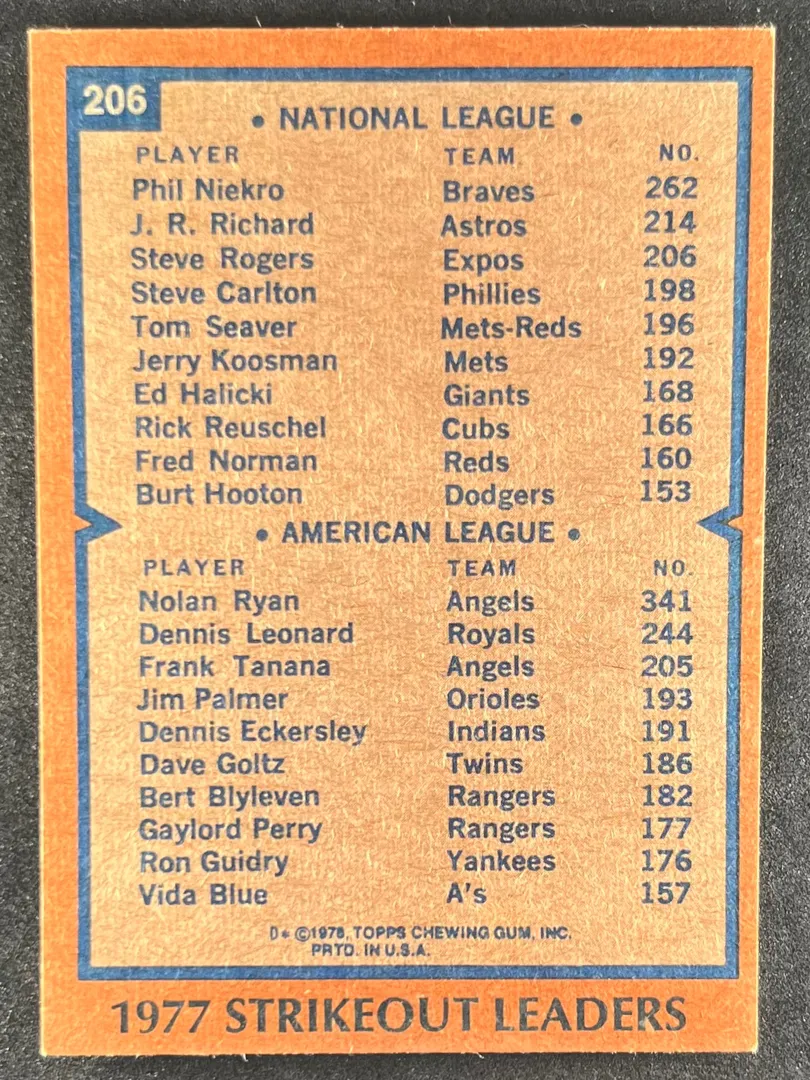 206
• NATIONAL LEAGUE •
PLAYER TEAM NO.
Phil Niekro Braves 262
J. R. Richard Astros 214
Steve Rogers Expos 206
Steve Carlton Phillies 198
Tom Seaver Mets-Reds 196
Jerry Koosman Mets 192
Ed Halicki Giants 168
Rick Reuschel Cubs 166
Fred Norman Reds 160
Burt Hooton Dodgers 153
• AMERICAN LEAGUE •
PLAYER TEAM NO.
Nolan Ryan Angels 341
Dennis Leonard Royals 244
Frank Tanana Angels 205
Jim Palmer Orioles 193
Dennis Eckersley Indians 191
Dave Goltz Twins 186
Bert Blyleven Rangers 182
Gaylord Perry Rangers 177
Ron Guidry Yankees 176
Vida Blue A's 157
D* ©1978, TOPPS CHEWING GUM, INC.
PRTD. IN U.S.A.
1977 STRIKEOUT LEADERS